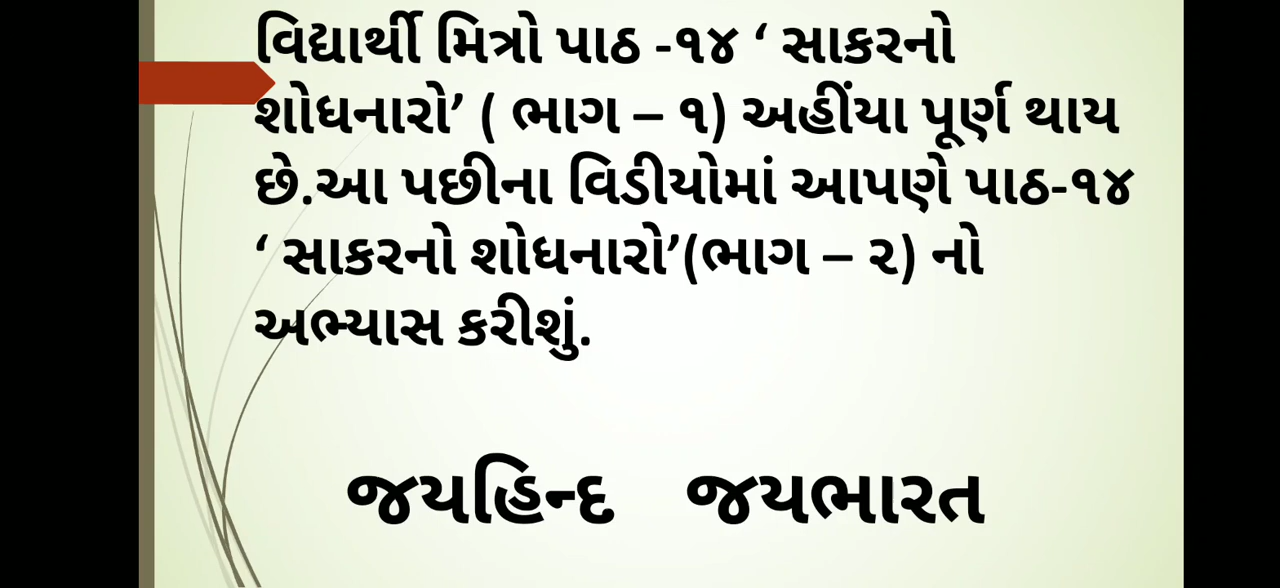 વિદ્યાર્થી મિત્રો પાઠ -૧૪ ‘ સાકરનો
શોધનારો’ ( ભાગ – ૧) અહીંયા પૂર્ણ થાય
છે.આ પછીના વિડીયોમાં આપણે પાઠ-૧૪
‘ સાકરનો શોધનારો’(ભાગ – ૨) નો
અભ્યાસ કરીશું.
જયહિન્દ જયભારત